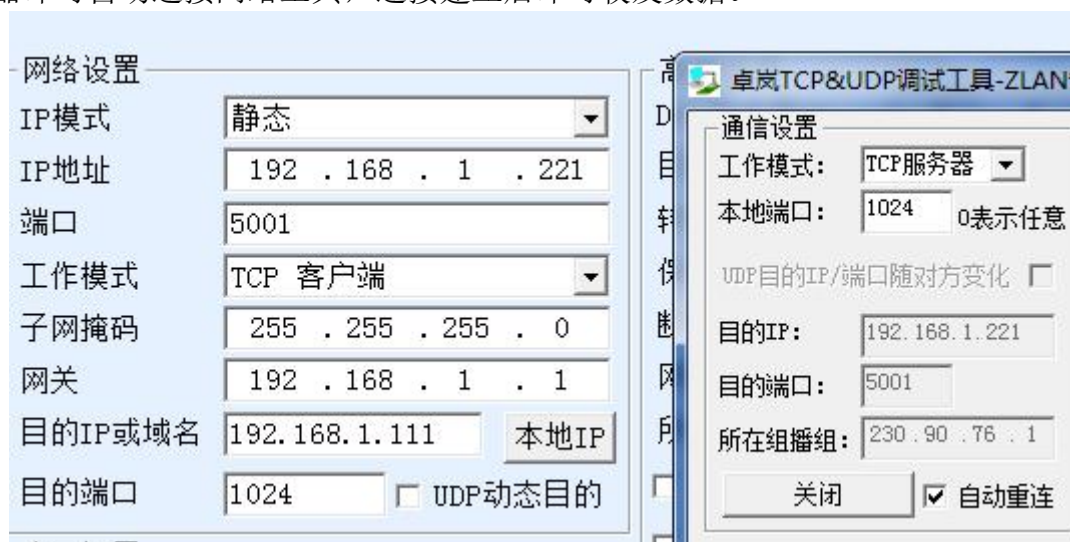 网络设置
IP模式 静态
IP地址 192 . 168 . 1 . 221
端口 5001
工作模式 TCP 客户端
子网掩码 255 . 255 . 255 . 0
网关 192 . 168 . 1 . 1
目的IP或域名 192.168.1.111 本地IP
目的端口 1024 UDP动态目的
卓岚TCP&UDP调试工具-ZLAN
通信设置
工作模式: TCP服务器
本地端口: 1024 0表示任意
UDP目的IP/端口随对方变化
目的IP: 192.168.1.221
目的端口: 5001
所在组播组: 230 .90 .76 . 1
关闭 自动重连